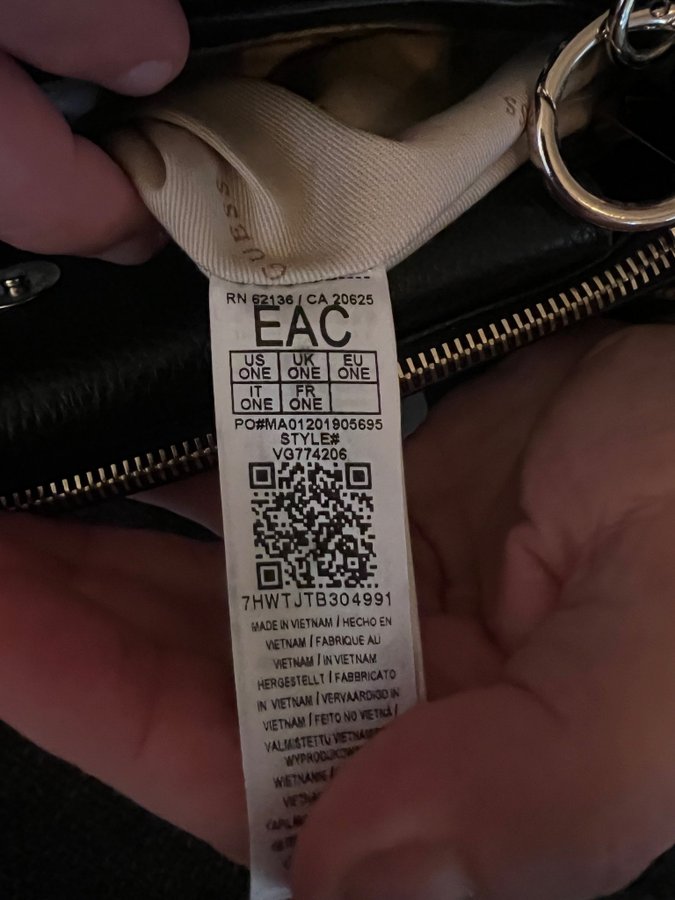 GUESS
RN 62136 / CA 20625
EAC
US ONE UK ONE EU ONE
IT ONE FR ONE
PO#MA01201905695
STYLE#
VG774206
7HWTJTB304991
MADE IN VIETNAM / HECHO EN
VIETNAM / FABRIQUE AU
VIETNAM / IN VIETNAM
HERGESTELLT / FABBRICATO
IN VIETNAM / VERVAARDIGD IN
VIETNAM / FEITO NO VIETNÃ /
VALMISTETTU